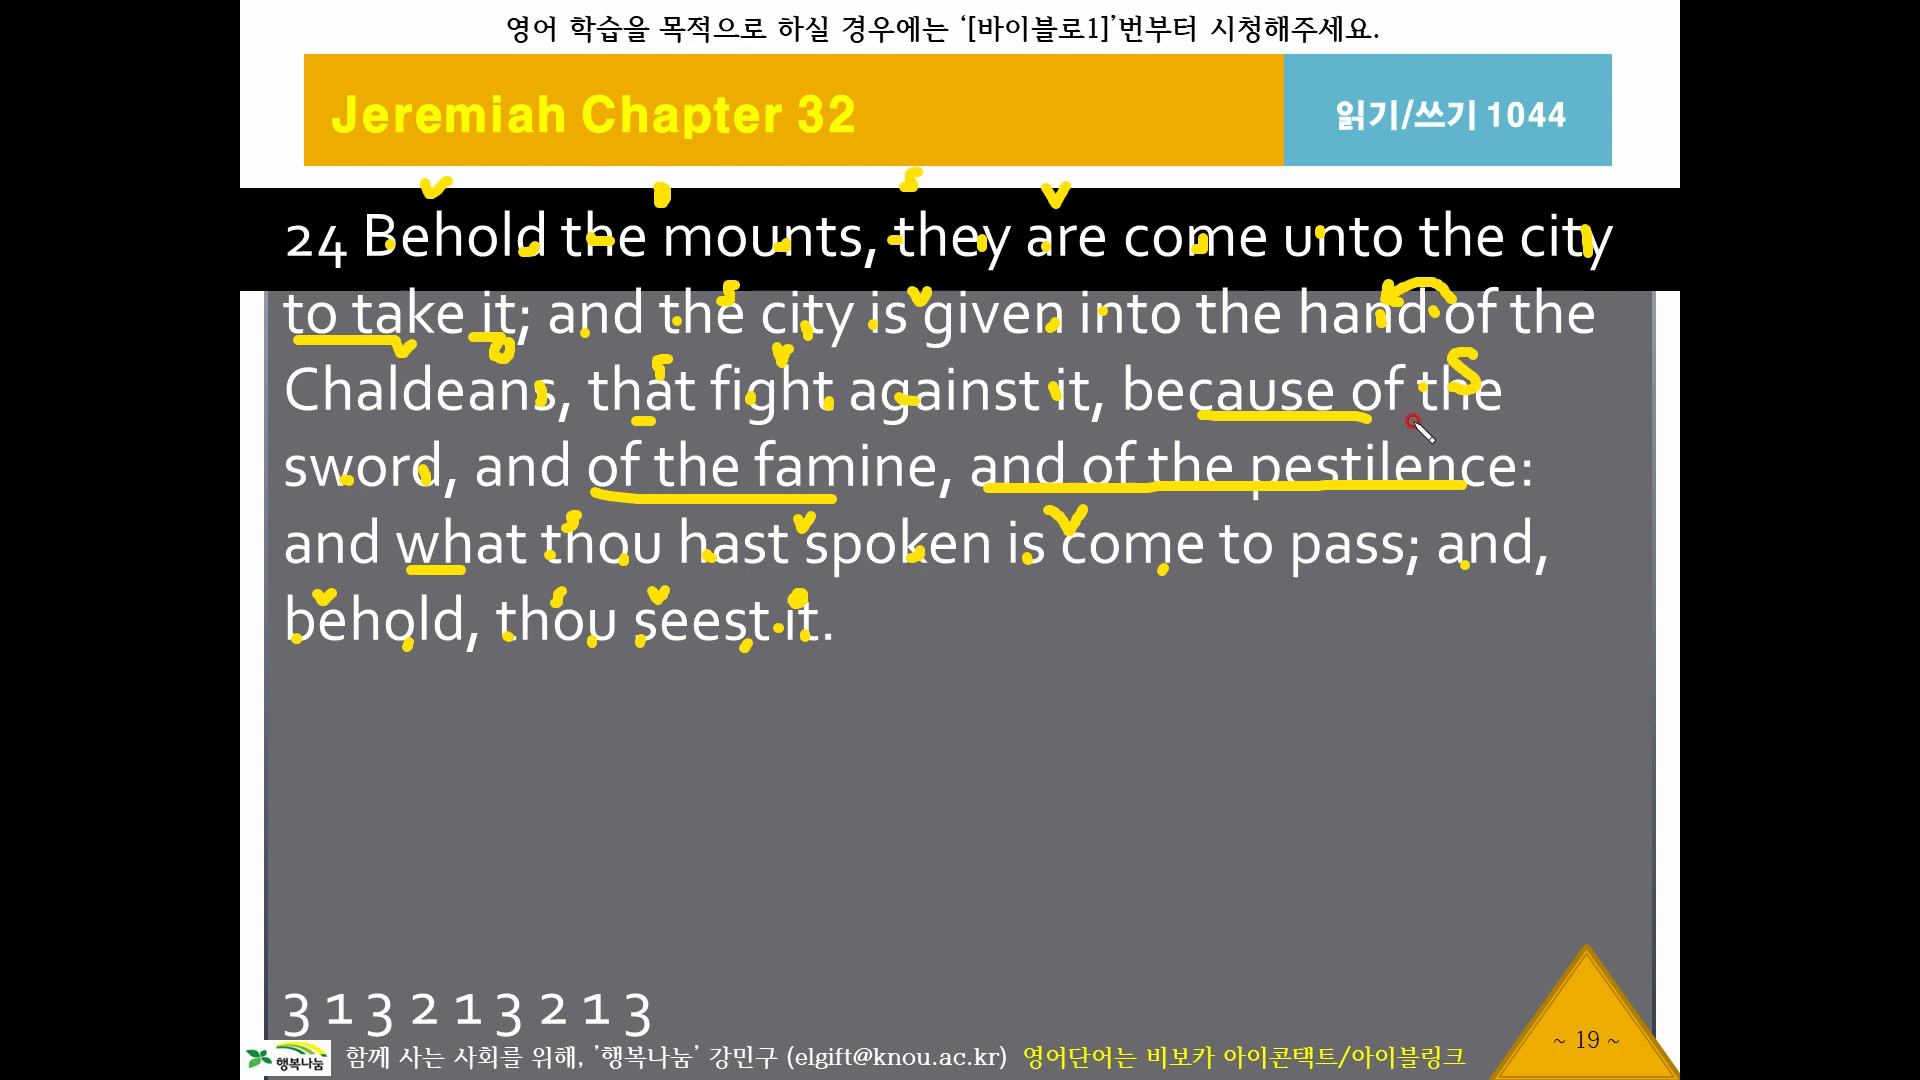 영어 학습을 목적으로 하실 경우에는 ‘[바이블로1]’번부터 시청해주세요.
Jeremiah Chapter 32
읽기/쓰기 1044
24 Behold the mounts, they are come unto the city
to take it; and the city is given into the hand of the
Chaldeans, that fight against it, because of the
sword, and of the famine, and of the pestilence:
and what thou hast spoken is come to pass; and,
behold, thou seest it.
3 1 3 2 1 3 2 1 3
~ 19 ~
행복나눔 함께 사는 사회를 위해, ’행복나눔’ 강민구 (elgift@knou.ac.kr) 영어단어는 비보카 아이콘택트/아이블링크